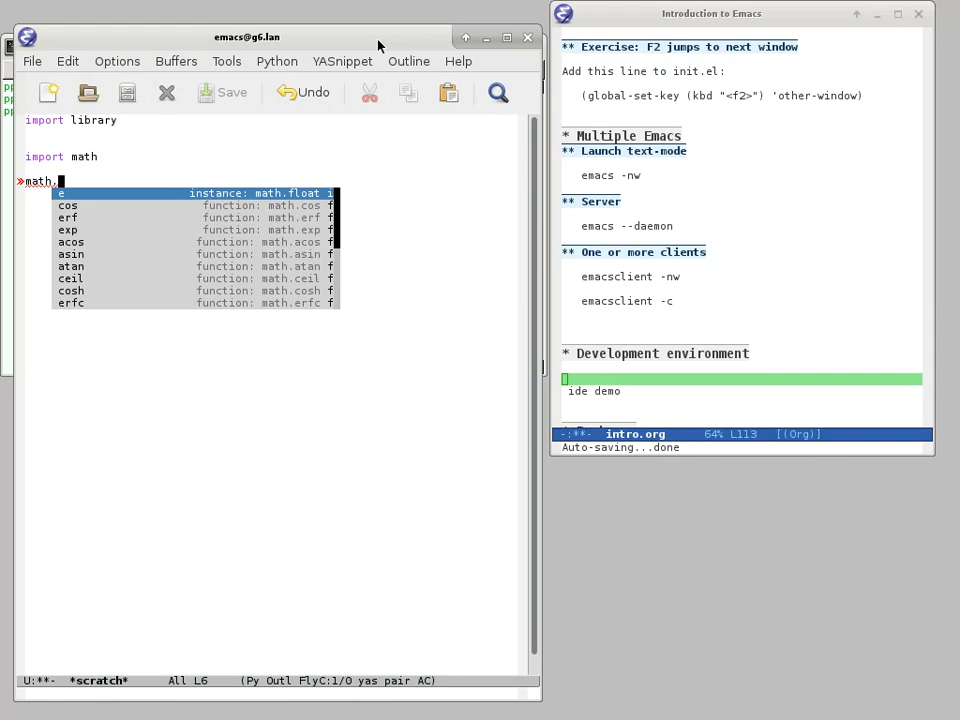 emacs@g6.lan
File Edit Options Buffers Tools Python YASnippet Outline Help
Save Undo
import library
import math
math.
e instance: math.float i
cos function: math.cos f
erf function: math.erf f
exp function: math.exp f
acos function: math.acos f
asin function: math.asin f
atan function: math.atan f
ceil function: math.ceil f
cosh function: math.cosh f
erfc function: math.erfc f
U:**- *scratch* All L6 (Py Outl FlyC:1/0 yas pair AC)
Introduction to Emacs
** Exercise: F2 jumps to next window
Add this line to init.el:
(global-set-key (kbd "<f2>") 'other-window)
* Multiple Emacs
** Launch text-mode
emacs -nw
** Server
emacs --daemon
** One or more clients
emacsclient -nw
emacsclient -c
* Development environment
ide demo
-:**- intro.org 64% L113 [(Org)]
Auto-saving...done